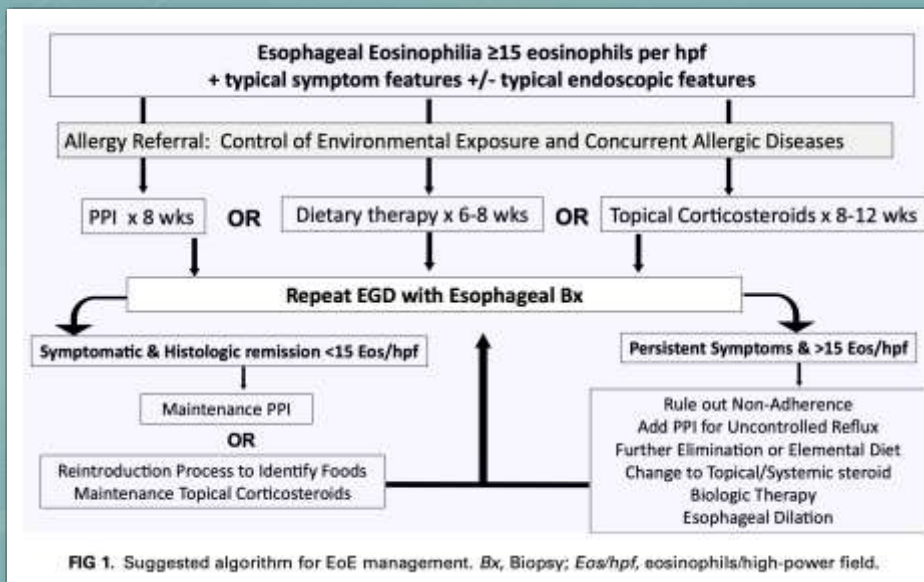 Esophageal Eosinophilia ≥15 eosinophils per hpf
+ typical symptom features +/- typical endoscopic features
Allergy Referral: Control of Environmental Exposure and Concurrent Allergic Diseases
PPI x 8 wks OR Dietary therapy x 6-8 wks OR Topical Corticosteroids x 8-12 wks
Repeat EGD with Esophageal Bx
Symptomatic & Histologic remission <15 Eos/hpf
Maintenance PPI
OR
Reintroduction Process to Identify Foods
Maintenance Topical Corticosteroids
Persistent Symptoms & >15 Eos/hpf
Rule out Non-Adherence
Add PPI for Uncontrolled Reflux
Further Elimination or Elemental Diet
Change to Topical/Systemic steroid
Biologic Therapy
Esophageal Dilation
FIG 1. Suggested algorithm for EoE management. Bx, Biopsy; Eos/hpf, eosinophils/high-power field.